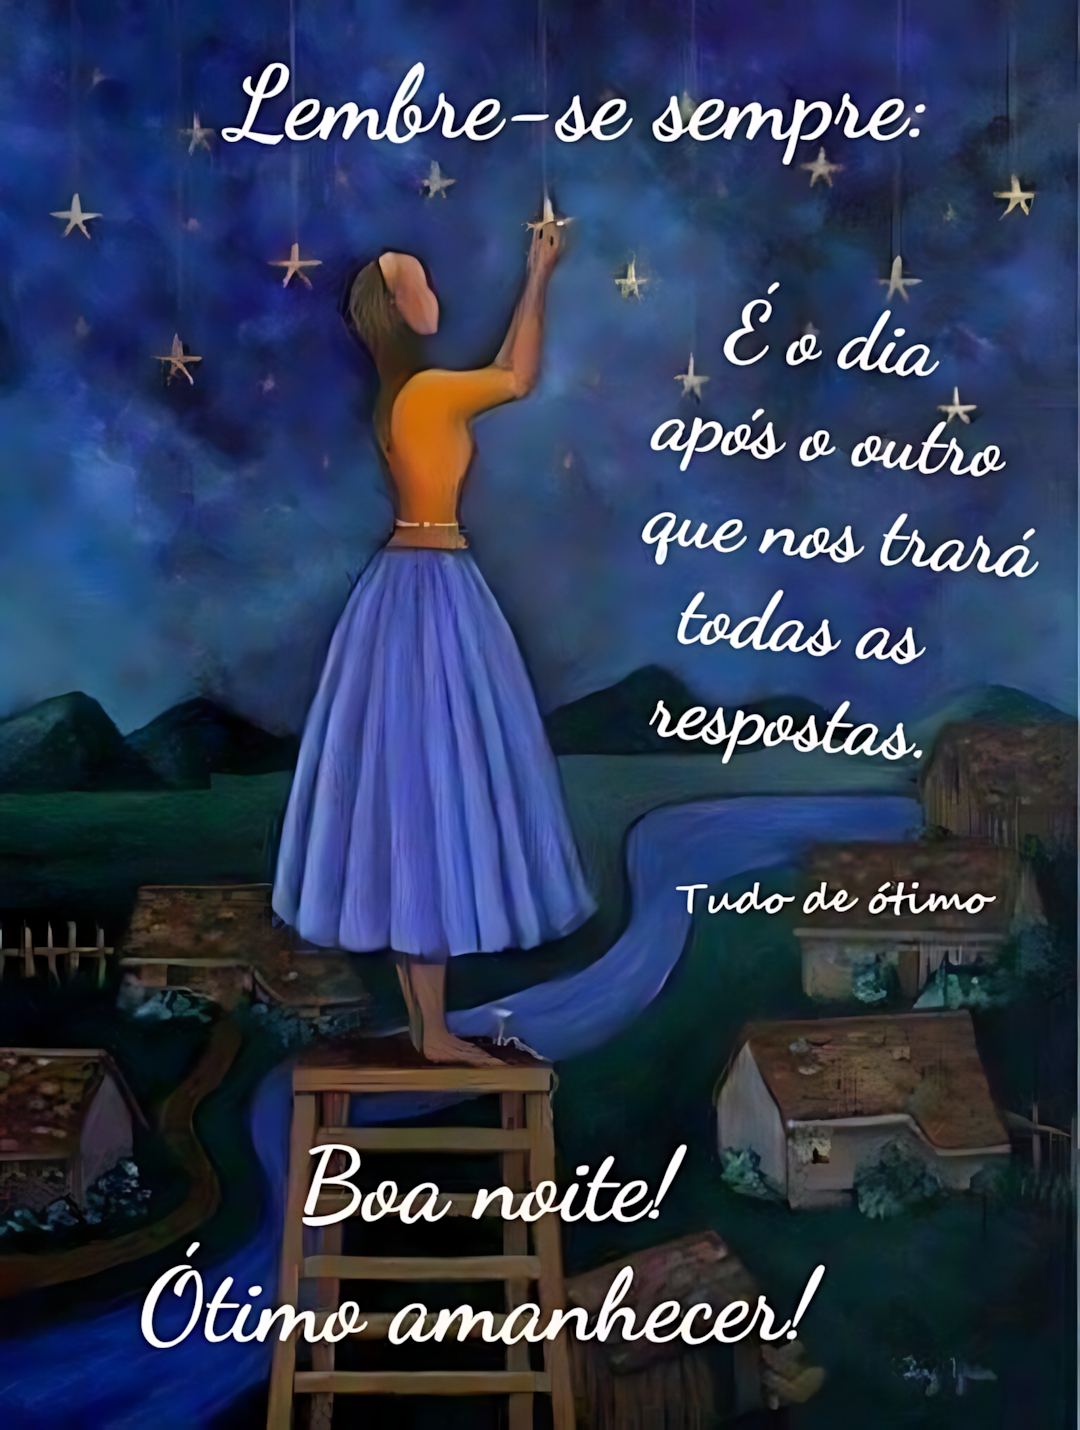 Lembre-se sempre:
É o dia
após o outro
que nos trará
todas as
respostas.
Tudo de ótimo
Boa noite!
Ótimo amanhecer!